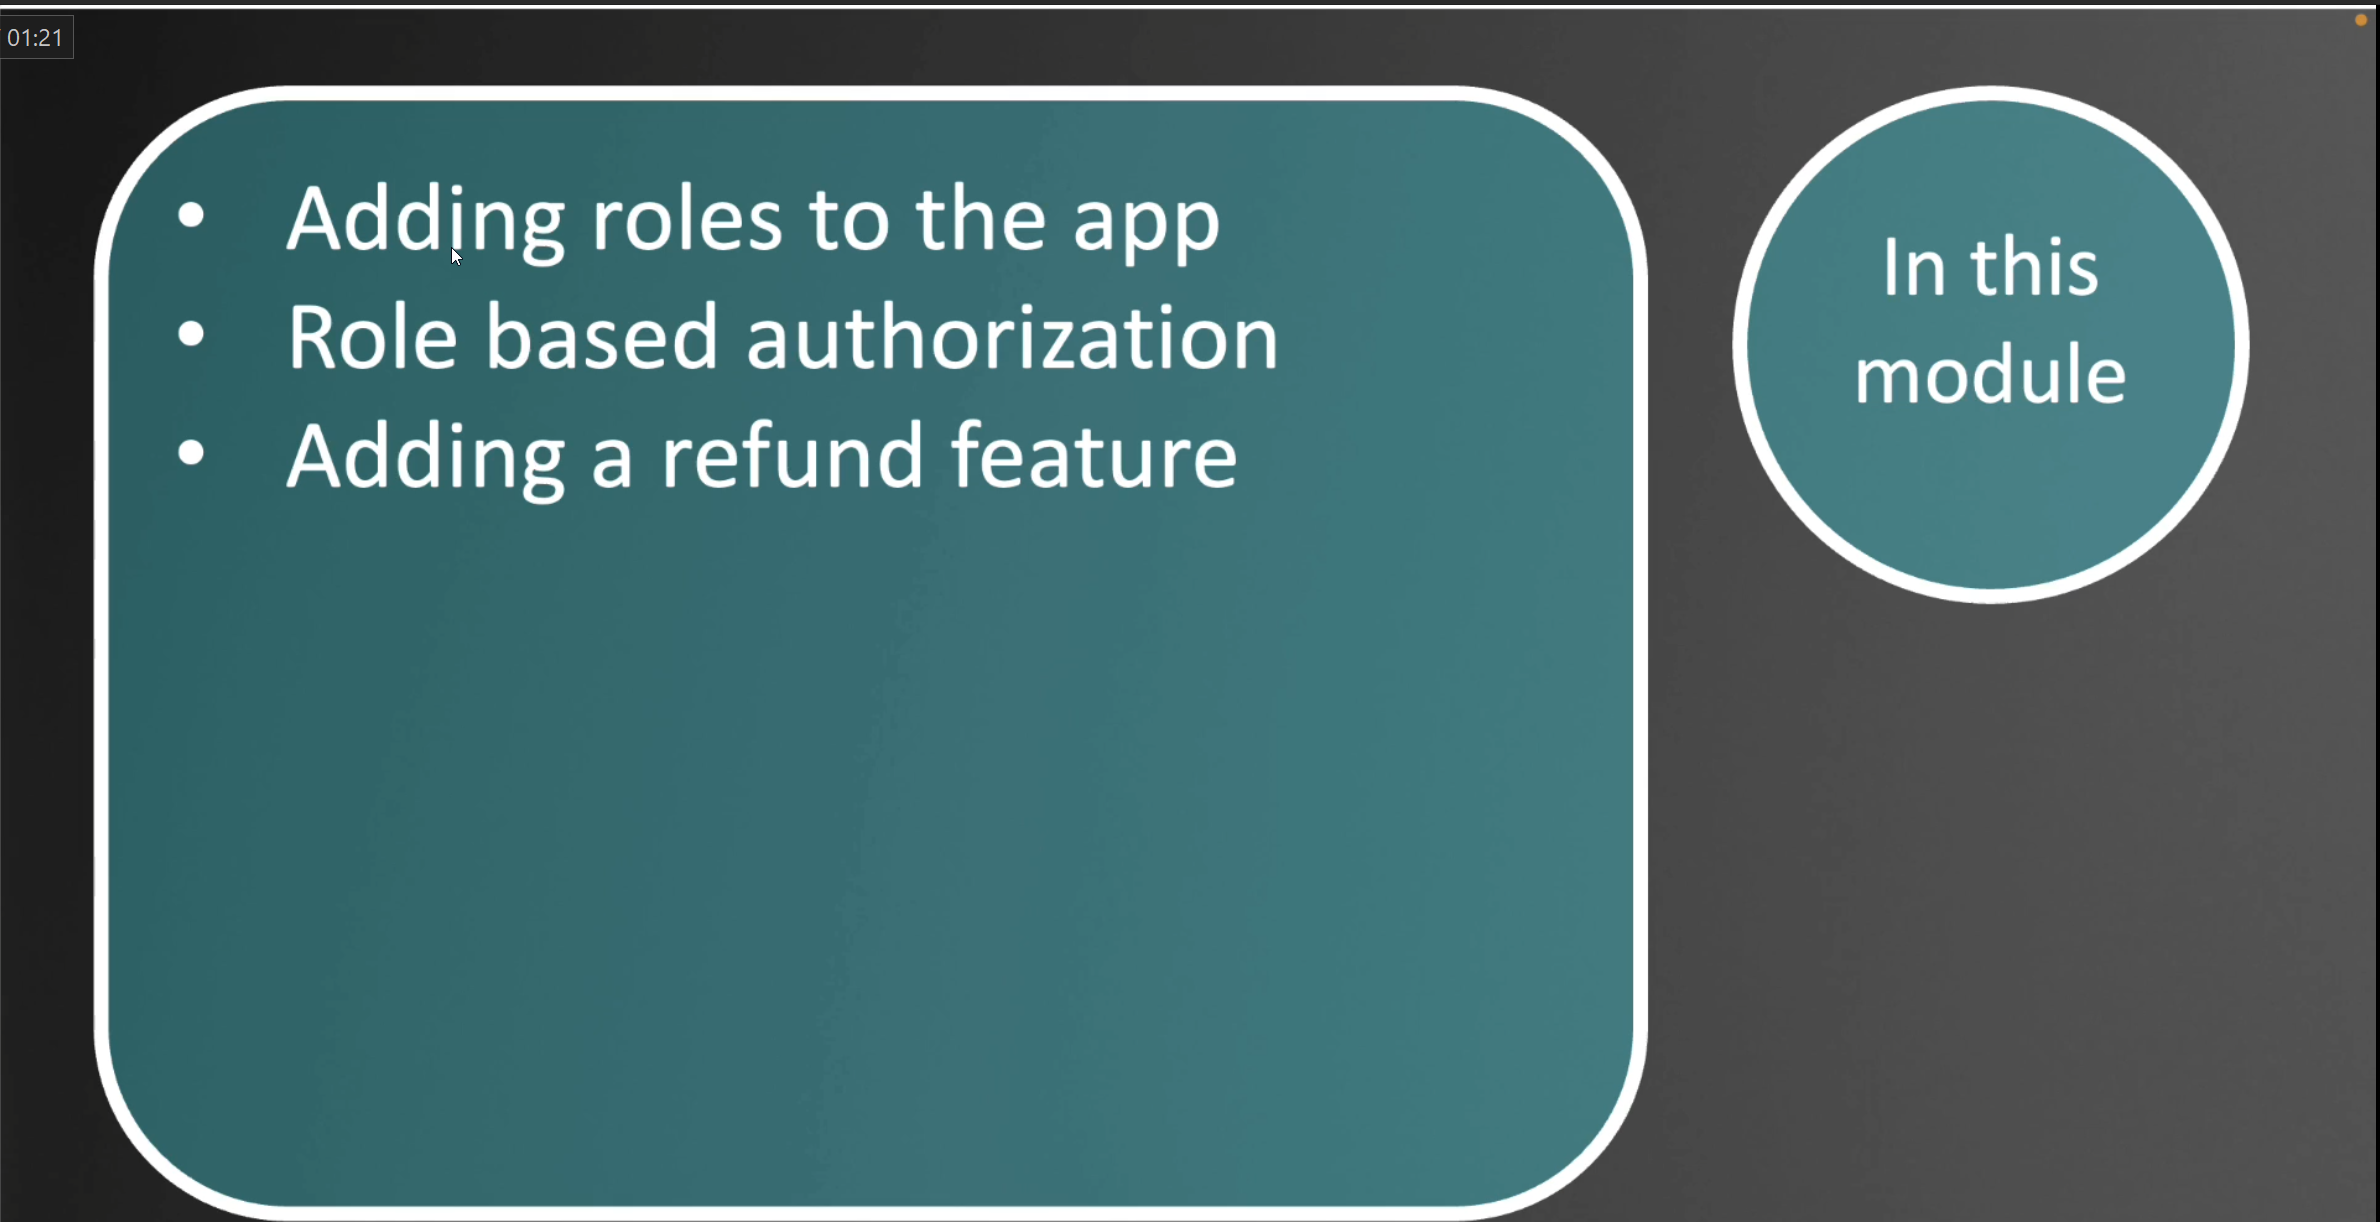 01:21
• Adding roles to the app
• Role based authorization
• Adding a refund feature
In this
module